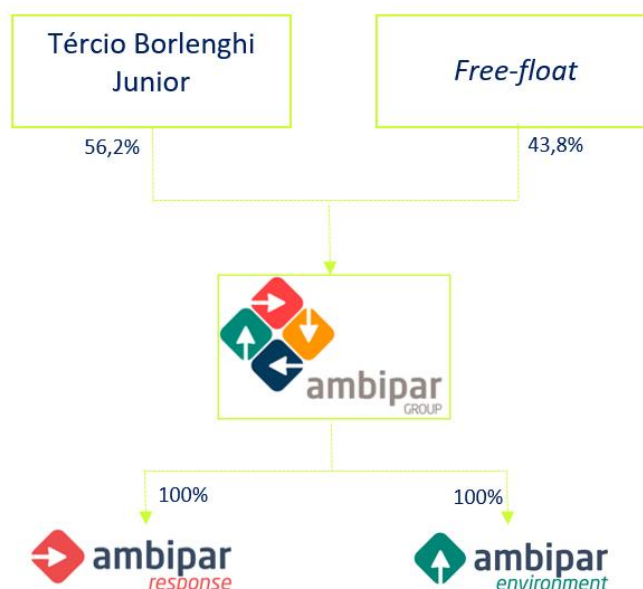 Tércio Borlenghi
Junior
Free-float
56,2%
43,8%
ambipar
GROUP
100%
100%
ambipar
response
ambipar
environment